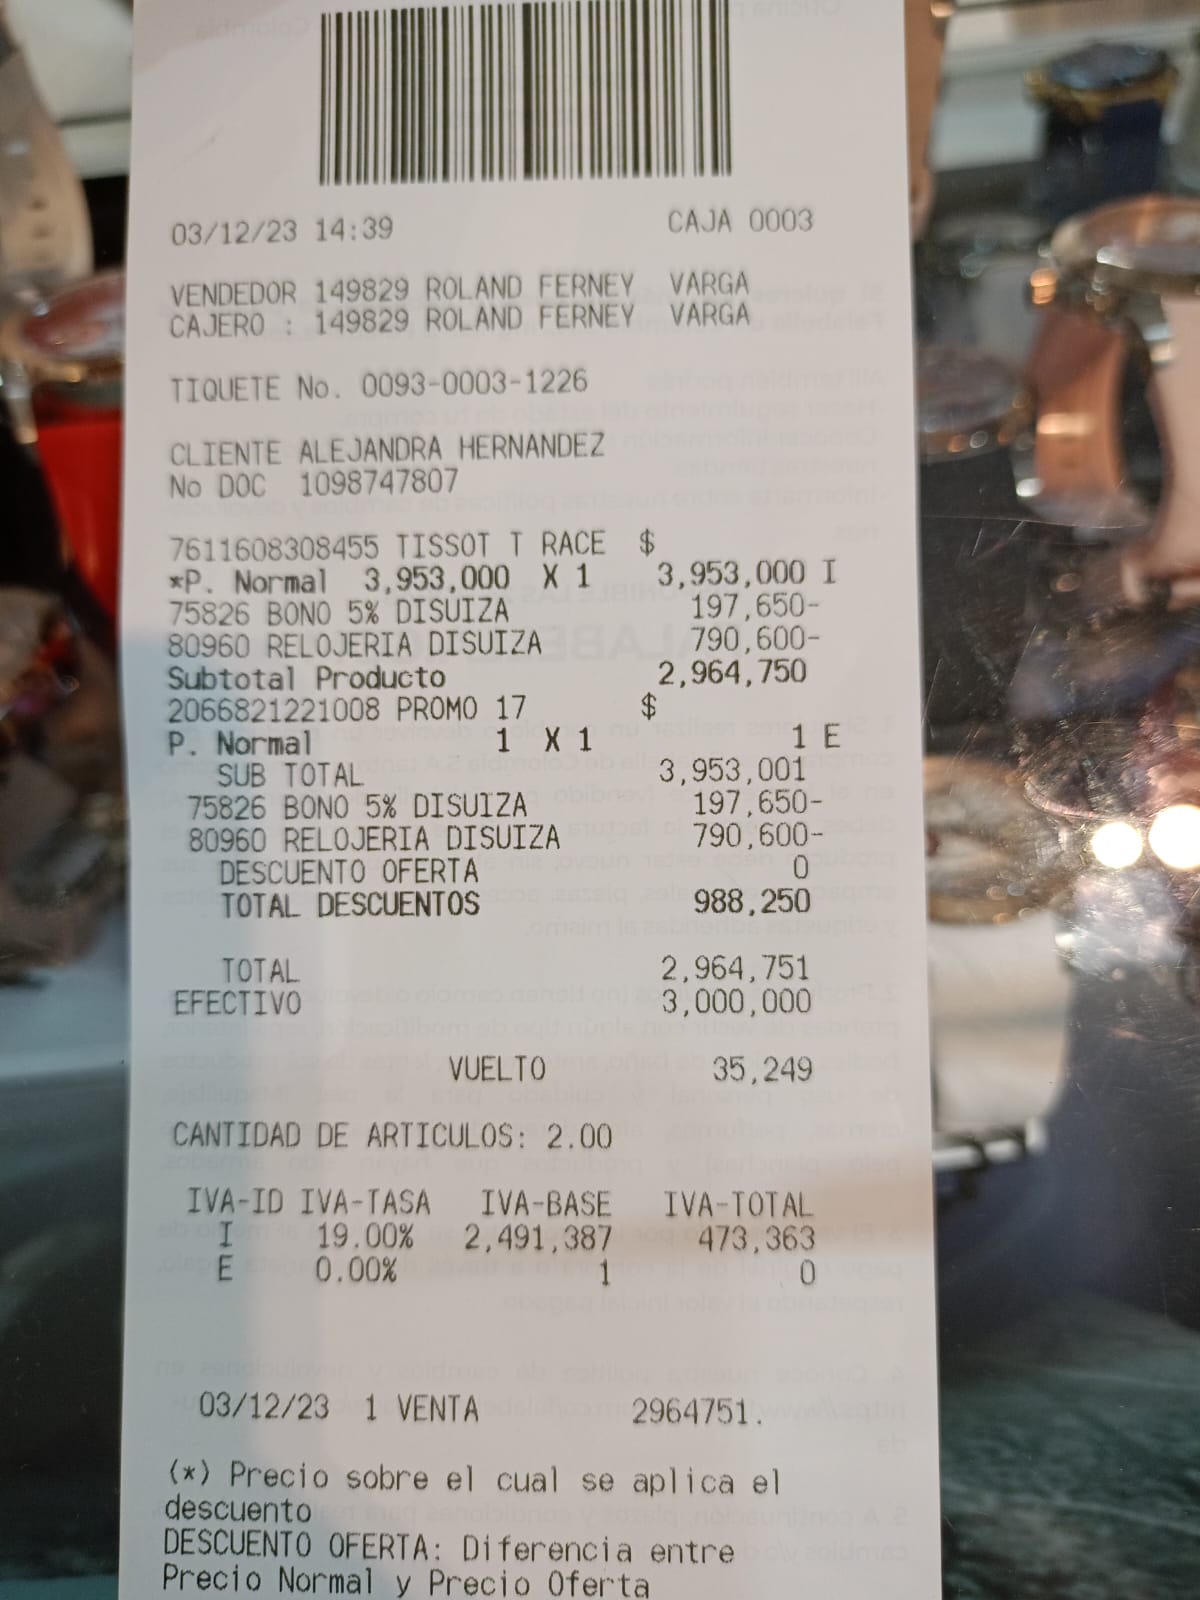 03/12/23 14:39 CAJA 0003
VENDEDOR 149829 ROLAND FERNEY VARGA
CAJERO : 149829 ROLAND FERNEY VARGA
TIQUETE No. 0093-0003-1226
CLIENTE ALEJANDRA HERNANDEZ
No DOC 1098747807
7611608308455 TISSOT T RACE $
*P. Normal 3,953,000 X 1 3,953,000 I
75826 BONO 5% DISUIZA 197,650-
80960 RELOJERIA DISUIZA 790,600-
Subtotal Producto 2,964,750
2066821221008 PROMO 17 $
P. Normal 1 X 1 1 E
SUB TOTAL 3,953,001
75826 BONO 5% DISUIZA 197,650-
80960 RELOJERIA DISUIZA 790,600-
DESCUENTO OFERTA 0
TOTAL DESCUENTOS 988,250
TOTAL 2,964,751
EFECTIVO 3,000,000
VUELTO 35,249
CANTIDAD DE ARTICULOS: 2.00
IVA-ID IVA-TASA IVA-BASE IVA-TOTAL
I 19.00% 2,491,387 473,363
E 0.00% 1 0
03/12/23 1 VENTA 2964751.
(*) Precio sobre el cual se aplica el
descuento
DESCUENTO OFERTA: Diferencia entre
Precio Normal y Precio Oferta